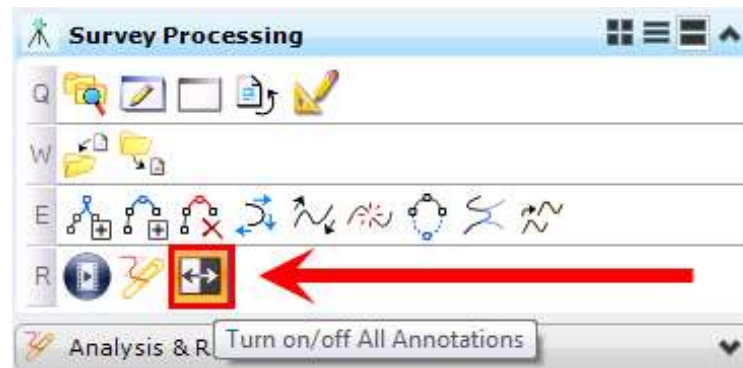 Survey Processing
Q
W
E
R
Analysis & R
Turn on/off All Annotations